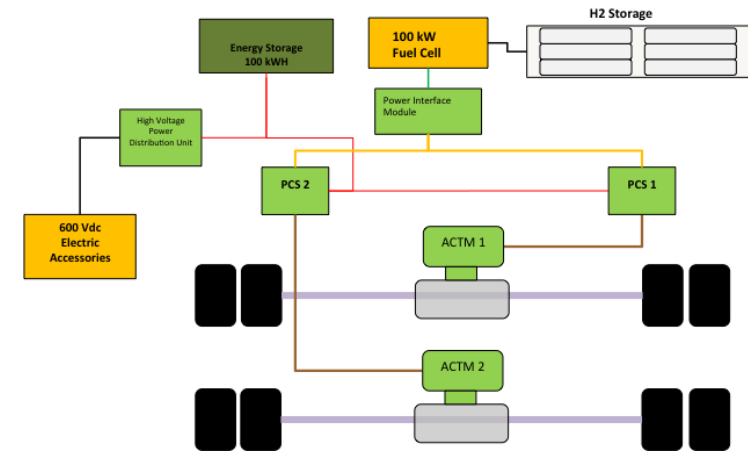 H2 Storage
Energy Storage
100 kWH
100 kW
Fuel Cell
Power Interface
Module
High Voltage
Power
Distribution Unit
PCS 2
PCS 1
600 Vdc
Electric
Accessories
ACTM 1
ACTM 2